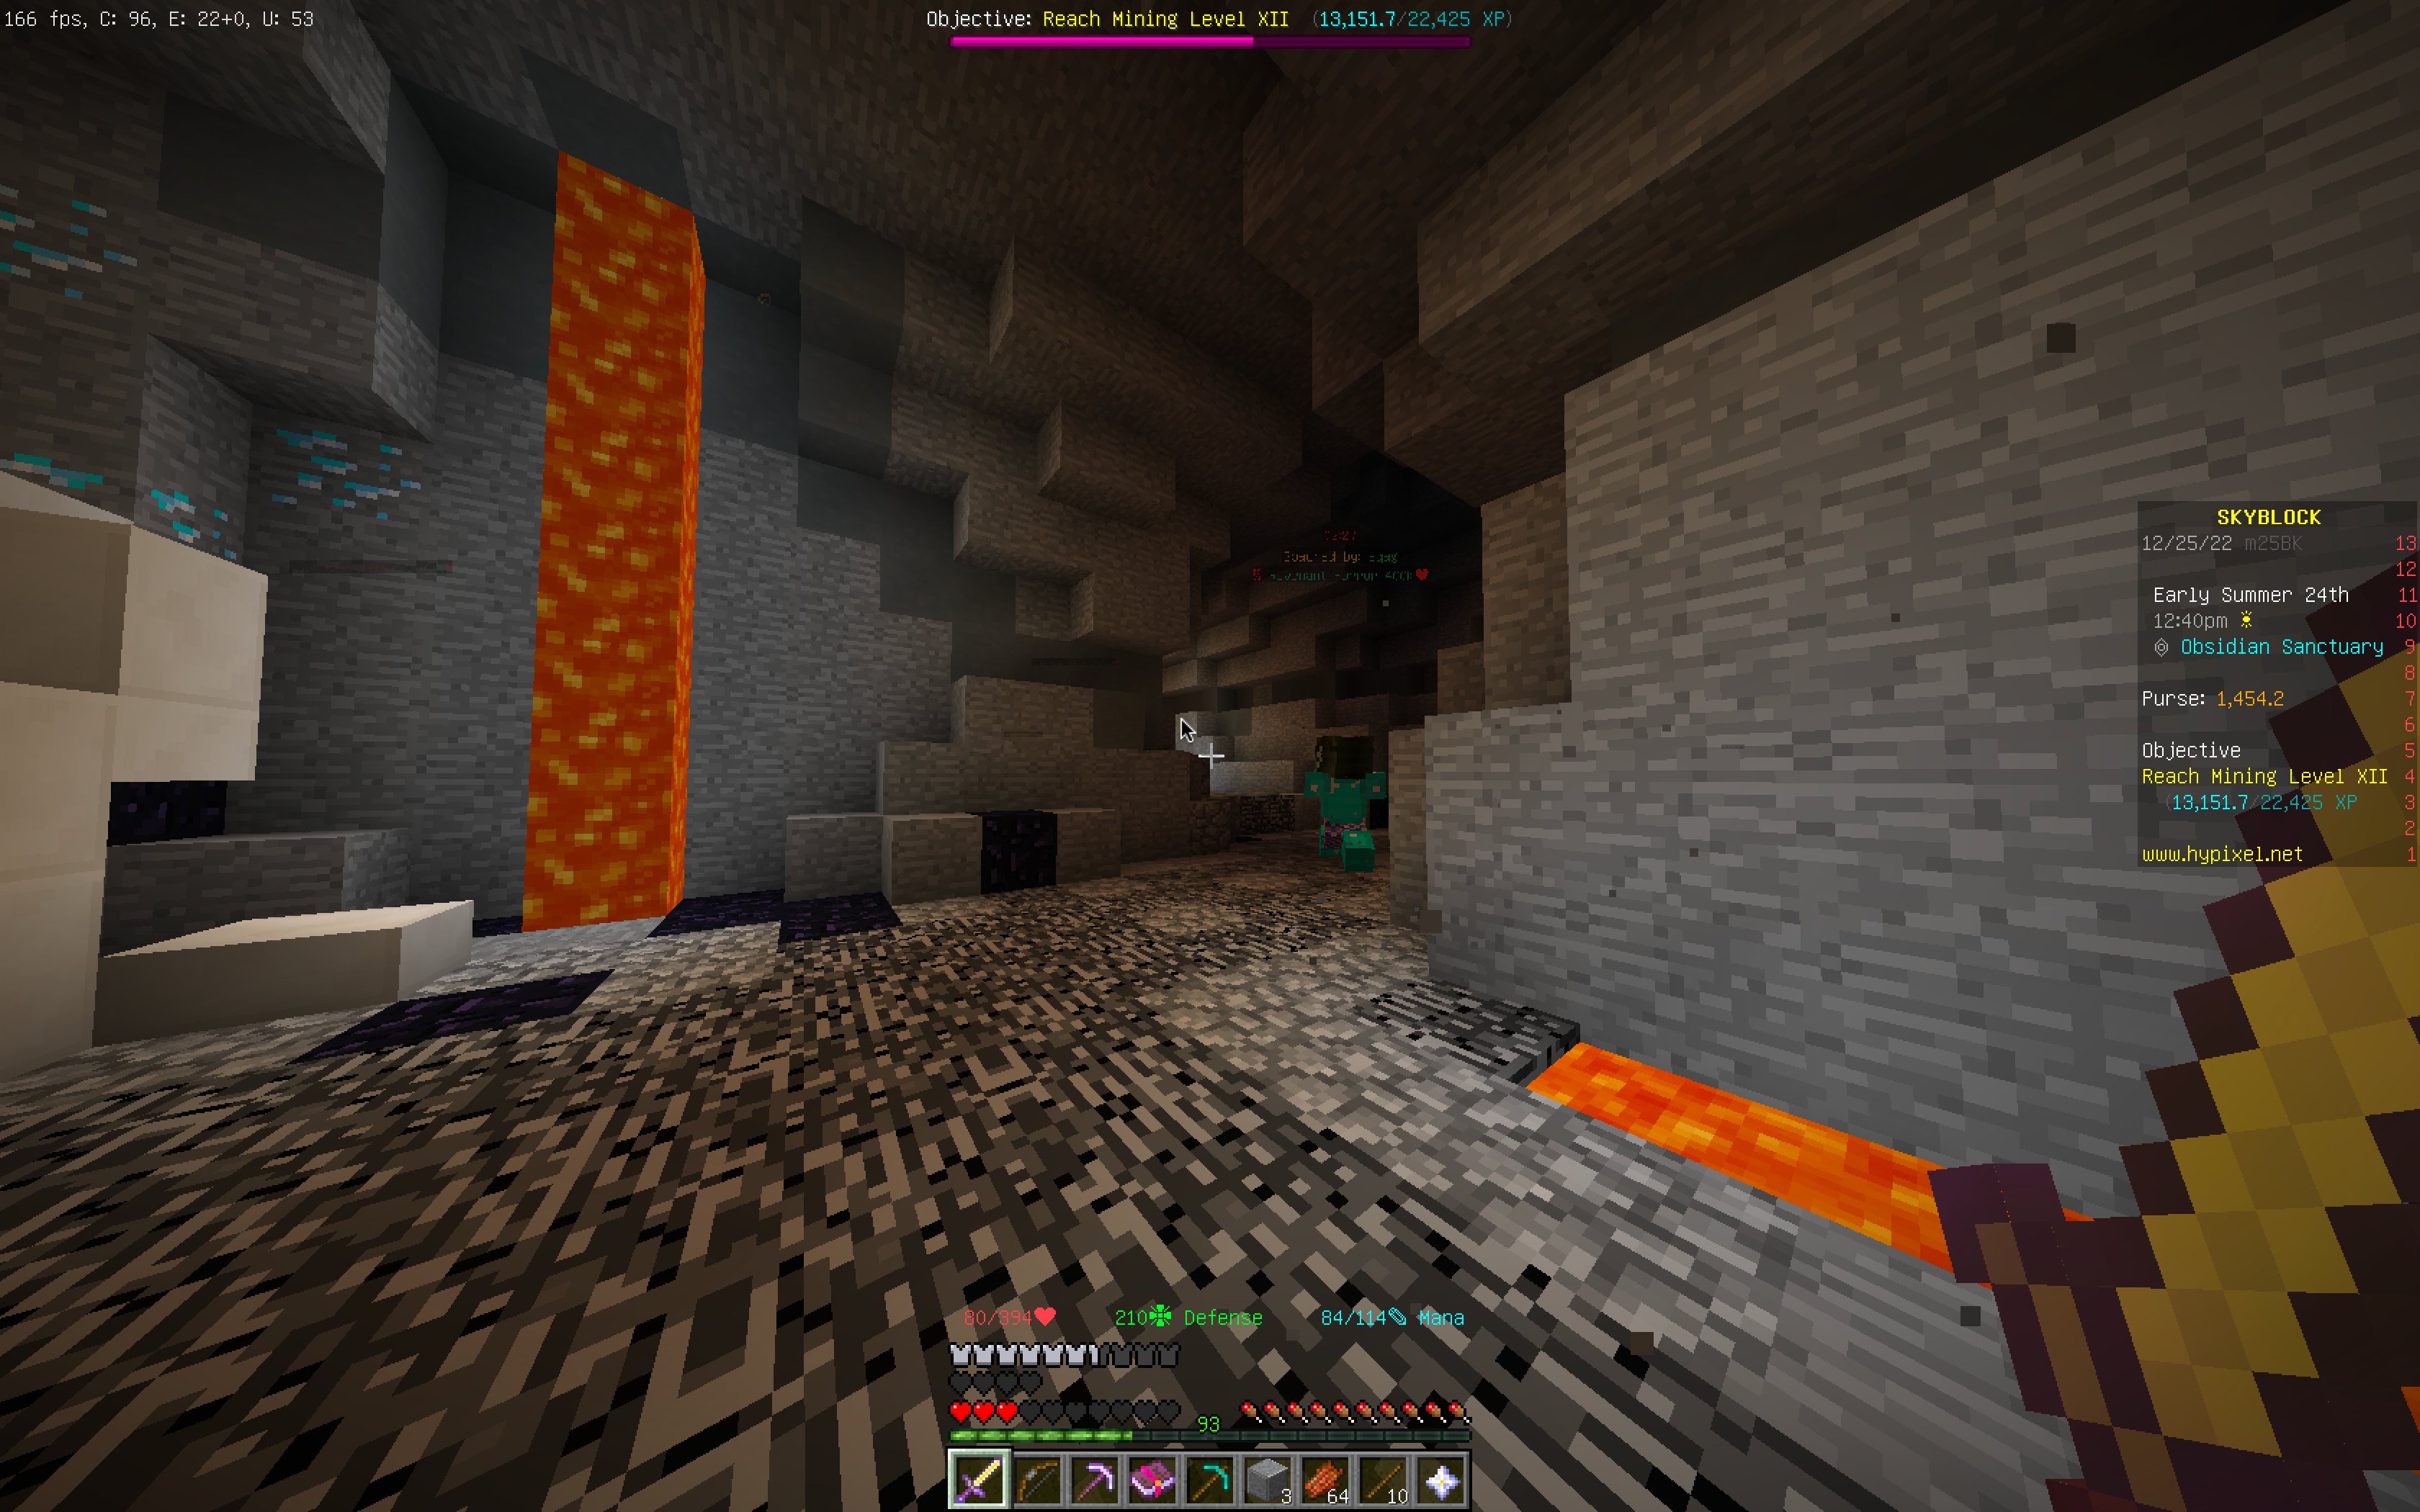 166 fps, C: 96, E: 22+0, U: 53
Objective: Reach Mining Level XII (13,151.7/22,425 XP)
SKYBLOCK
12/25/22 m25BK 13
12
Early Summer 24th 11
12:40pm ☀ 10
Obsidian Sanctuary 9
8
Purse: 1,454.2 7
6
Objective 5
Reach Mining Level XII 4
(13,151.7/22,425 XP 3
2
www.hypixel.net 1
by:
80/394❤ 210 Defense 84/114✎ Mana
93
3 64 10